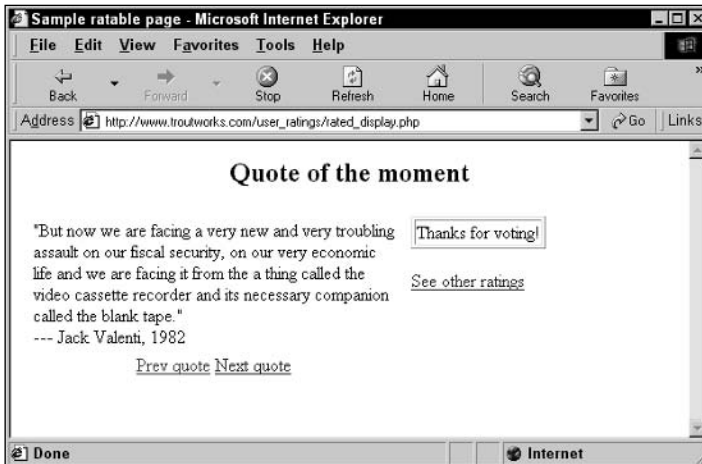 Sample ratable page - Microsoft Internet Explorer
File Edit View Favorites Tools Help
Back Forward Stop Refresh Home Search Favorites »
Address http://www.troutworks.com/user_ratings/rated_display.php Go Links
Quote of the moment
"But now we are facing a very new and very troubling
assault on our fiscal security, on our very economic
life and we are facing it from the a thing called the
video cassette recorder and its necessary companion
called the blank tape."
--- Jack Valenti, 1982
Prev quote Next quote
Thanks for voting!
See other ratings
Done Internet